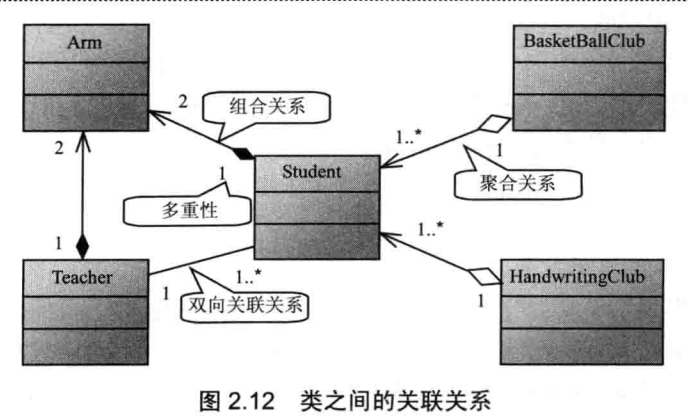 Arm
BasketBallClub
2
组合关系
2
1..*
1
Student
聚合关系
1
多重性
1..*
1
Teacher
1..*
HandwritingClub
1
双向关联关系
1
图 2.12 类之间的关联关系